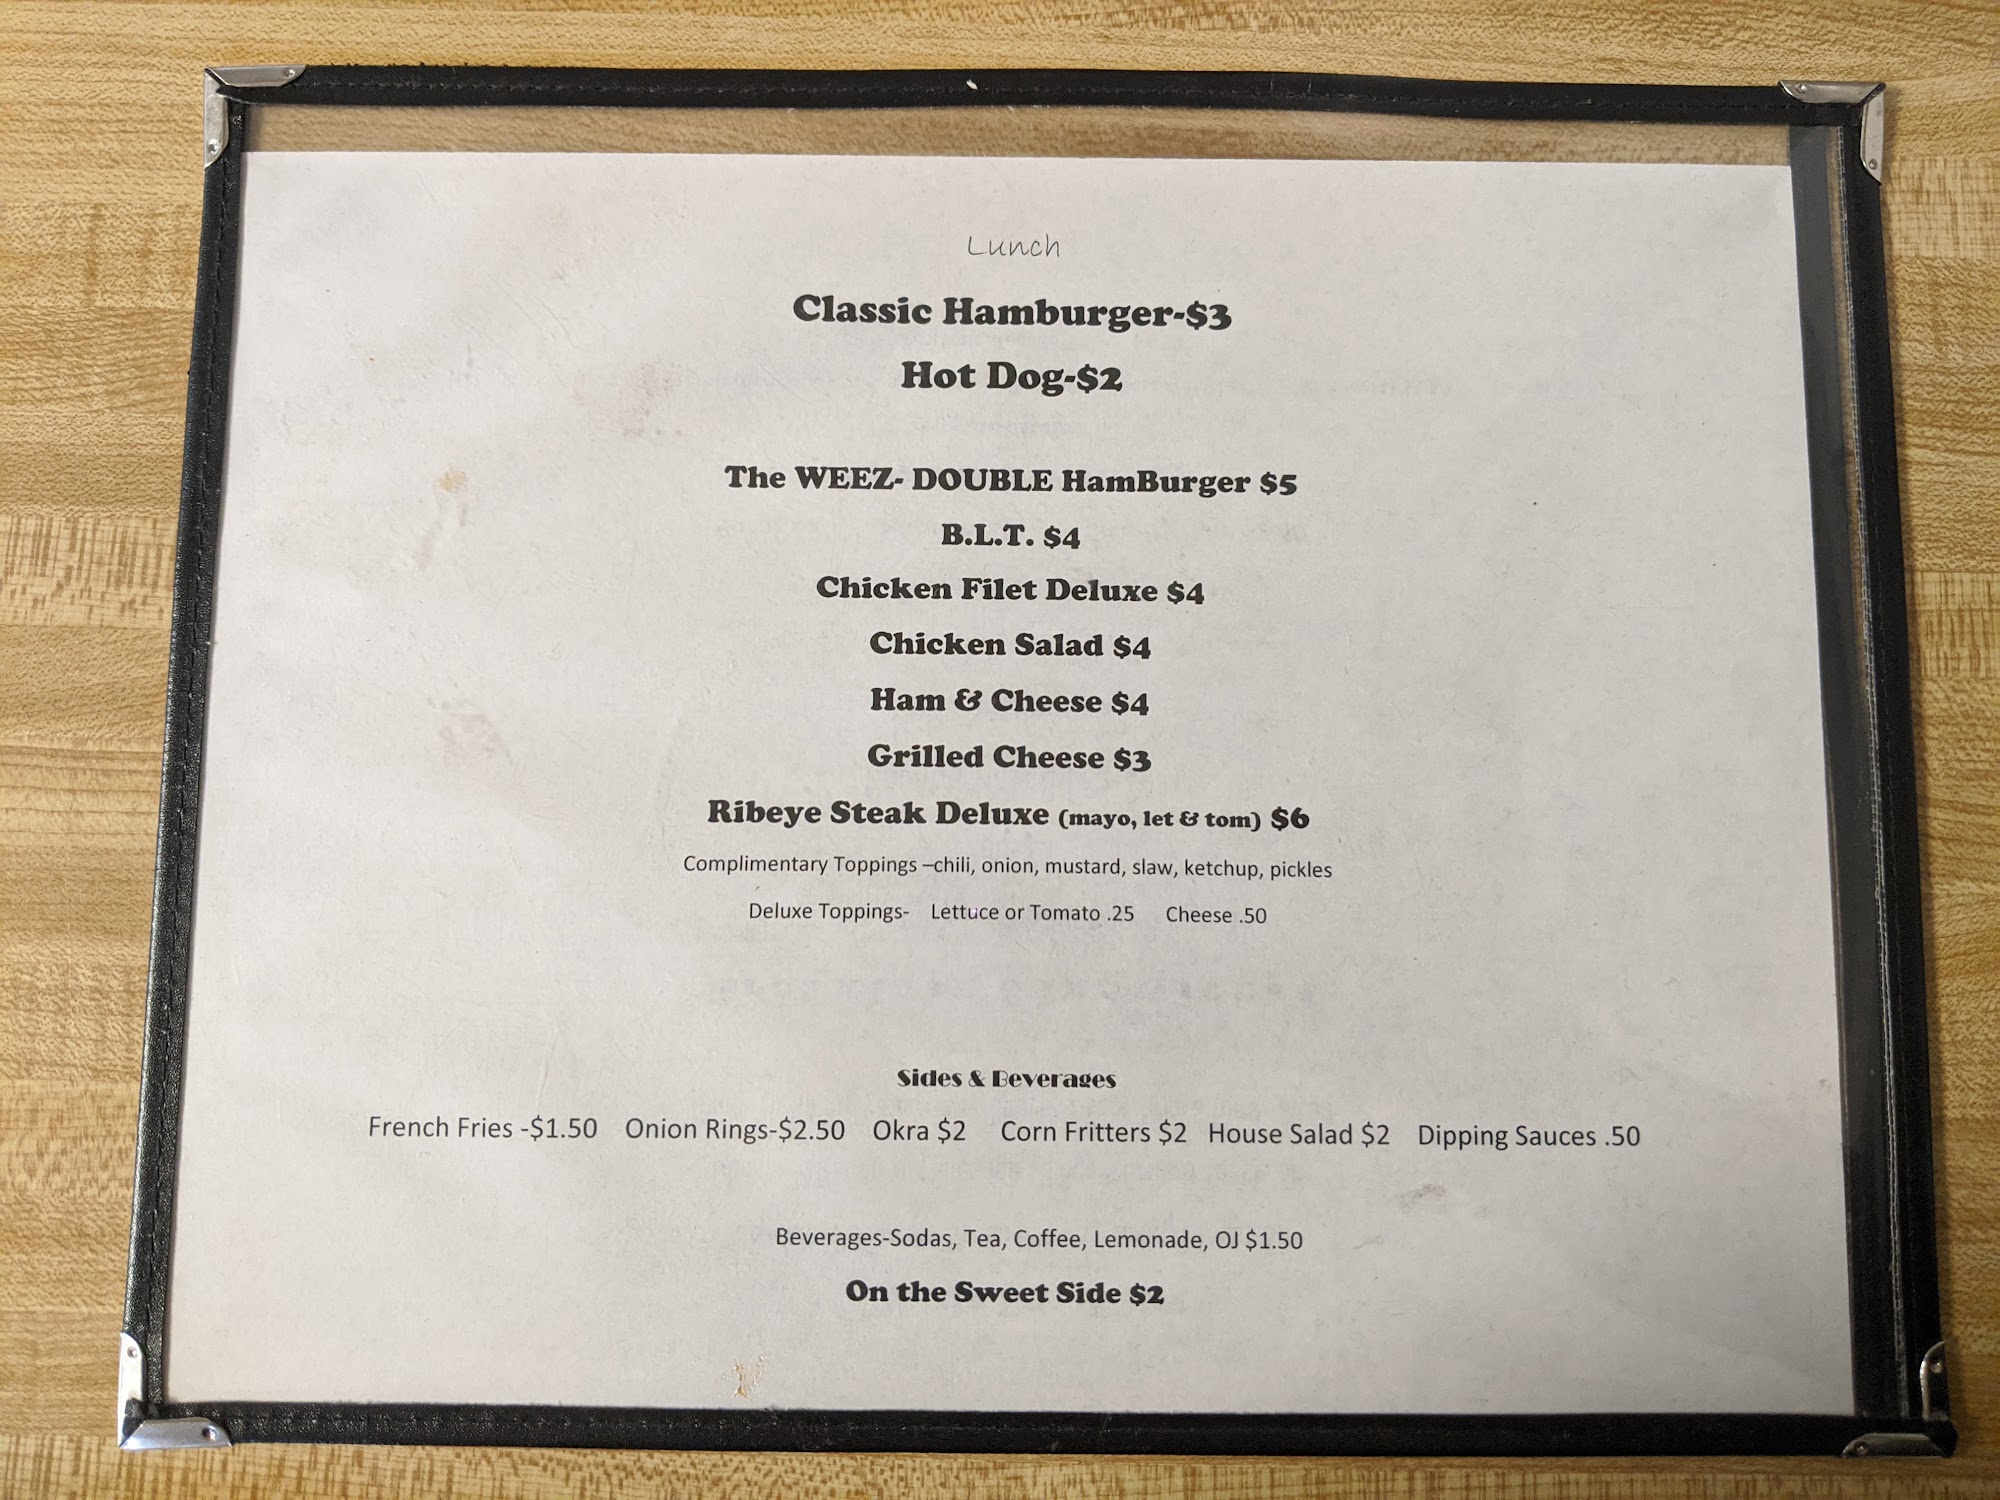 Lunch
Classic Hamburger-$3
Hot Dog-$2
The WEEZ- DOUBLE HamBurger $5
B.L.T. $4
Chicken Filet Deluxe $4
Chicken Salad $4
Ham & Cheese $4
Grilled Cheese $3
Ribeye Steak Deluxe (mayo, let & tom) $6
Complimentary Toppings –chili, onion, mustard, slaw, ketchup, pickles
Deluxe Toppings- Lettuce or Tomato .25 Cheese .50
Sides & Beverages
French Fries -$1.50 Onion Rings-$2.50 Okra $2 Corn Fritters $2 House Salad $2 Dipping Sauces .50
Beverages-Sodas, Tea, Coffee, Lemonade, OJ $1.50
On the Sweet Side $2